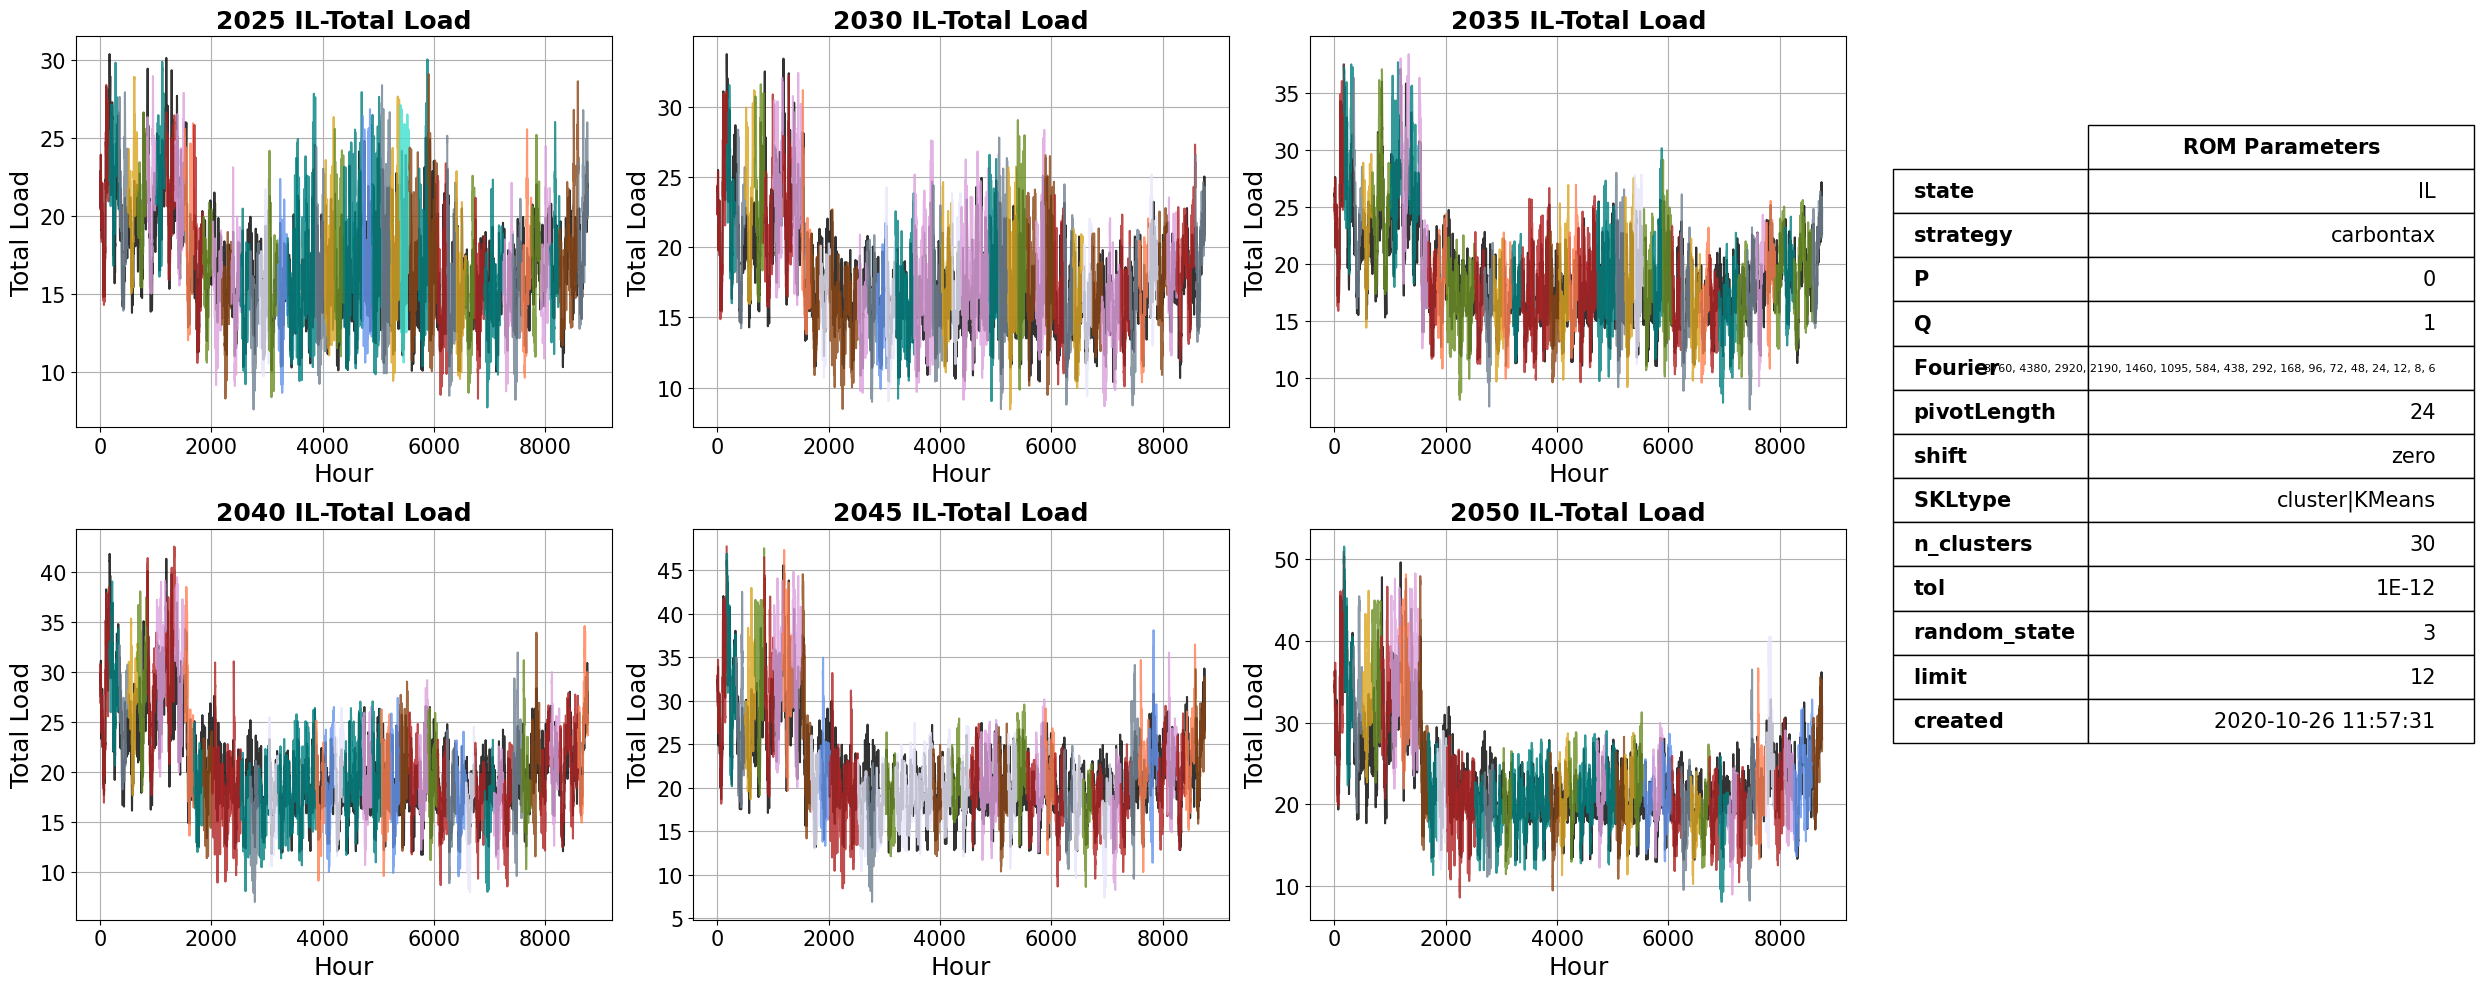 2025 IL-Total Load
Total Load
30
25
20
15
10
0 2000 4000 6000 8000
Hour
2030 IL-Total Load
Total Load
30
25
20
15
10
0 2000 4000 6000 8000
Hour
2035 IL-Total Load
Total Load
35
30
25
20
15
10
0 2000 4000 6000 8000
Hour
2040 IL-Total Load
Total Load
40
35
30
25
20
15
10
0 2000 4000 6000 8000
Hour
2045 IL-Total Load
Total Load
45
40
35
30
25
20
15
10
5
0 2000 4000 6000 8000
Hour
2050 IL-Total Load
Total Load
50
40
30
20
10
0 2000 4000 6000 8000
Hour
ROM Parameters
state IL
strategy carbontax
P 0
Q 1
Fourier 8760, 4380, 2920, 2190, 1460, 1095, 584, 438, 292, 168, 96, 72, 48, 24, 12, 8, 6
pivotLength 24
shift zero
SKLtype cluster|KMeans
n_clusters 30
tol 1E-12
random_state 3
limit 12
created 2020-10-26 11:57:31